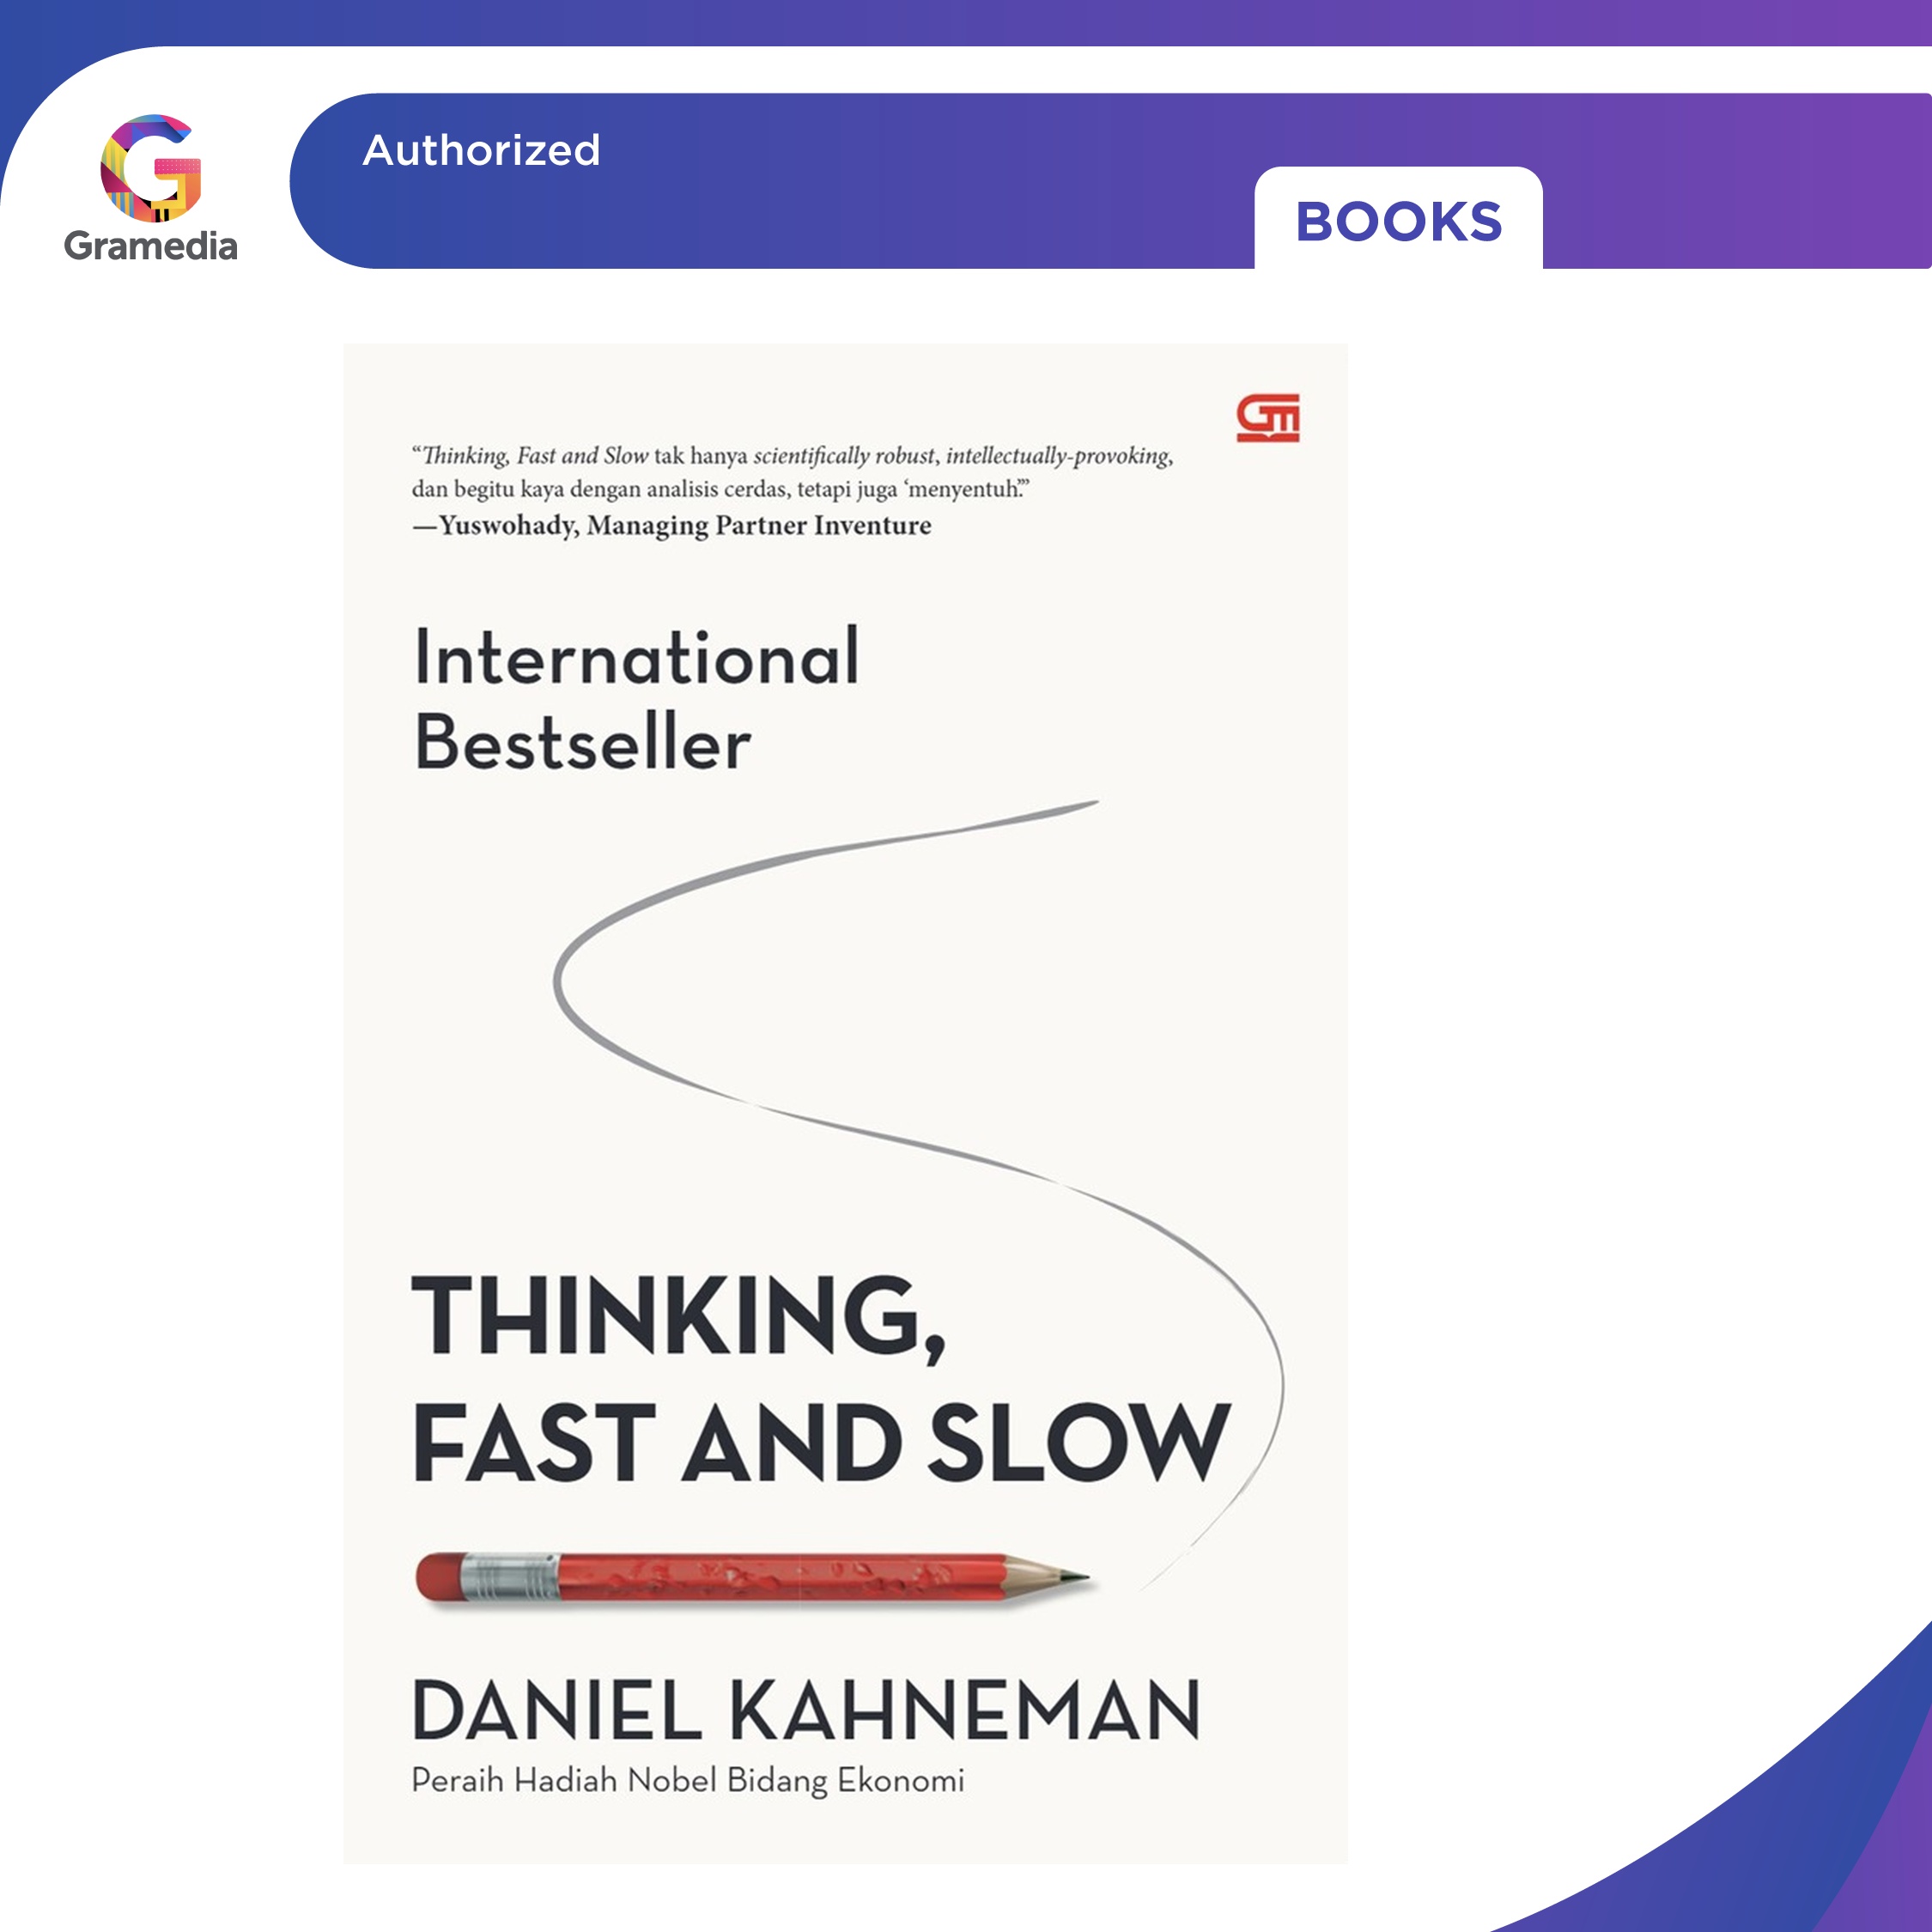 Authorized
BOOKS
Gramedia
GM
“Thinking, Fast and Slow tak hanya scientifically robust, intellectually-provoking,
dan begitu kaya dengan analisis cerdas, tetapi juga ‘menyentuh’.”
—Yuswohady, Managing Partner Inventure
International
Bestseller
THINKING,
FAST AND SLOW
DANIEL KAHNEMAN
Peraih Hadiah Nobel Bidang Ekonomi